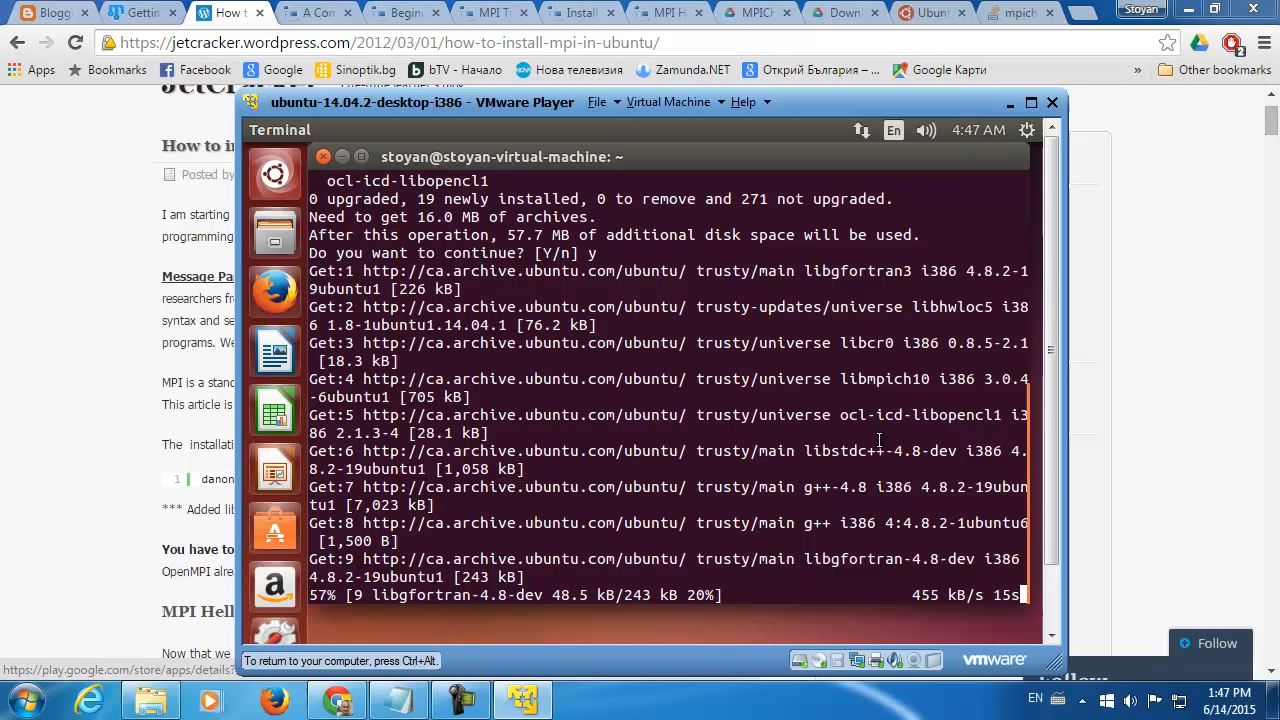 Blogg
Getting
How t
A Com
Begin
MPI Tu
Install
MPI H
MPICH
Down
Ubunt
mpich
Stoyan
https://jetcracker.wordpress.com/2012/03/01/how-to-install-mpi-in-ubuntu/
2
Apps
Bookmarks
Facebook
Google
Sinoptik.bg
bTV - Начало
Нова телевизия
Zamunda.NET
Открий България – ...
Google Карти
»
Other bookmarks
ubuntu-14.04.2-desktop-i386 - VMware Player
File
Virtual Machine
Help
Terminal
En
4:47 AM
stoyan@stoyan-virtual-machine: ~
ocl-icd-libopencl1
0 upgraded, 19 newly installed, 0 to remove and 271 not upgraded.
Need to get 16.0 MB of archives.
After this operation, 57.7 MB of additional disk space will be used.
Do you want to continue? [Y/n] y
Get:1 http://ca.archive.ubuntu.com/ubuntu/ trusty/main libgfortran3 i386 4.8.2-1
9ubuntu1 [226 kB]
Get:2 http://ca.archive.ubuntu.com/ubuntu/ trusty-updates/universe libhwloc5 i38
6 1.8-1ubuntu1.14.04.1 [76.2 kB]
Get:3 http://ca.archive.ubuntu.com/ubuntu/ trusty/universe libcr0 i386 0.8.5-2.1
[18.3 kB]
Get:4 http://ca.archive.ubuntu.com/ubuntu/ trusty/universe libmpich10 i386 3.0.4
-6ubuntu1 [705 kB]
Get:5 http://ca.archive.ubuntu.com/ubuntu/ trusty/universe ocl-icd-libopencl1 i3
86 2.1.3-4 [28.1 kB]
Get:6 http://ca.archive.ubuntu.com/ubuntu/ trusty/main libstdc++-4.8-dev i386 4.
8.2-19ubuntu1 [1,058 kB]
Get:7 http://ca.archive.ubuntu.com/ubuntu/ trusty/main g++-4.8 i386 4.8.2-19ubun
tu1 [7,023 kB]
Get:8 http://ca.archive.ubuntu.com/ubuntu/ trusty/main g++ i386 4:4.8.2-1ubuntu6
[1,500 B]
Get:9 http://ca.archive.ubuntu.com/ubuntu/ trusty/main libgfortran-4.8-dev i386
4.8.2-19ubuntu1 [243 kB]
57% [9 libgfortran-4.8-dev 48.5 kB/243 kB 20%] 455 kB/s 15s
To return to your computer, press Ctrl+Alt.
vmware
How to in
Posted by
I am starting
programming
Message Pas
researchers fr
syntax and se
programs. We
MPI is a stand
This article is
The installati
1 danon
*** Added lib
You have to
OpenMPI alre
MPI Hell
Now that we
Follow
https://play.google.com/store/apps/details?
EN
1:47 PM
6/14/2015